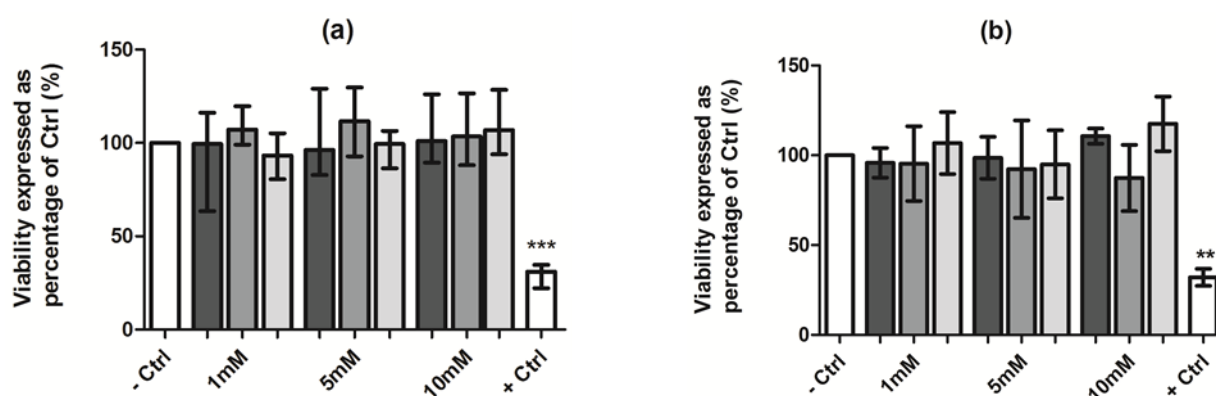 (a)
Viability expressed as
percentage of Ctrl (%)
150
100
50
0
***
- Ctrl
1mM
5mM
10mM
+ Ctrl
(b)
Viability expressed as
percentage of Ctrl (%)
150
100
50
0
**
- Ctrl
1mM
5mM
10mM
+ Ctrl